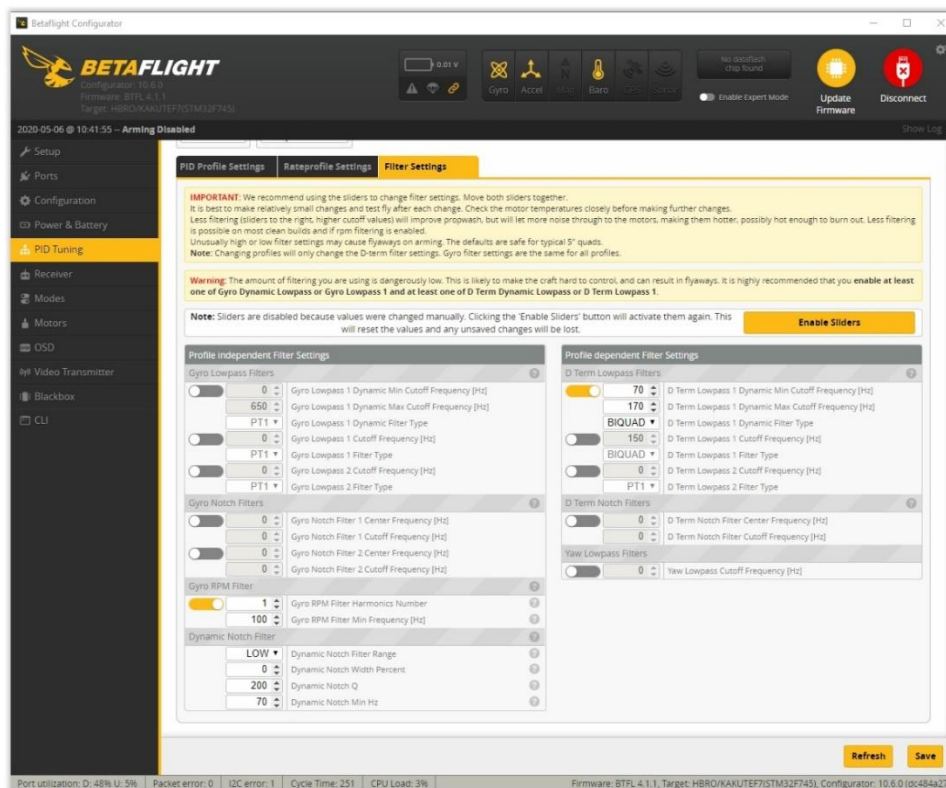 Betaflight Configurator
BETAFLIGHT
Configurator: 10.6.0
Firmware: BTFL 4.1.1
Target: HBRO/KAKUTEF7(STM32F745)
0.01 V
Gyro
Accel
Mag
Baro
GPS
Sonar
No dataflash
chip found
Enable Expert Mode
Update
Firmware
Disconnect
2020-05-06 @ 10:41:55 -- Arming Disabled
Show Log
Setup
Ports
Configuration
Power & Battery
PID Tuning
Receiver
Modes
Motors
OSD
Video Transmitter
Blackbox
CLI
PID Profile Settings
Rateprofile Settings
Filter Settings
IMPORTANT: We recommend using the sliders to change filter settings. Move both sliders together.
It is best to make relatively small changes and test fly after each change. Check the motor temperatures closely before making further changes.
Less filtering (sliders to the right, higher cutoff values) will improve propwash, but will let more noise through to the motors, making them hotter, possibly hot enough to burn out. Less filtering
is possible on most clean builds and if rpm filtering is enabled.
Unusually high or low filter settings may cause flyaways on arming. The defaults are safe for typical 5" quads.
Note: Changing profiles will only change the D-term filter settings. Gyro filter settings are the same for all profiles.
Warning: The amount of filtering you are using is dangerously low. This is likely to make the craft hard to control, and can result in flyaways. It is highly recommended that you enable at least
one of Gyro Dynamic Lowpass or Gyro Lowpass 1 and at least one of D Term Dynamic Lowpass or D Term Lowpass 1.
Note: Sliders are disabled because values were changed manually. Clicking the 'Enable Sliders' button will activate them again. This
will reset the values and any unsaved changes will be lost.
Enable Sliders
Profile independent Filter Settings
Gyro Lowpass Filters
0 Gyro Lowpass 1 Dynamic Min Cutoff Frequency [Hz]
650 Gyro Lowpass 1 Dynamic Max Cutoff Frequency [Hz]
PT1 Gyro Lowpass 1 Dynamic Filter Type
0 Gyro Lowpass 1 Cutoff Frequency [Hz]
PT1 Gyro Lowpass 1 Filter Type
0 Gyro Lowpass 2 Cutoff Frequency [Hz]
PT1 Gyro Lowpass 2 Filter Type
Gyro Notch Filters
0 Gyro Notch Filter 1 Center Frequency [Hz]
0 Gyro Notch Filter 1 Cutoff Frequency [Hz]
0 Gyro Notch Filter 2 Center Frequency [Hz]
0 Gyro Notch Filter 2 Cutoff Frequency [Hz]
Gyro RPM Filter
1 Gyro RPM Filter Harmonics Number
100 Gyro RPM Filter Min Frequency [Hz]
Dynamic Notch Filter
LOW Dynamic Notch Filter Range
0 Dynamic Notch Width Percent
200 Dynamic Notch Q
70 Dynamic Notch Min Hz
Profile dependent Filter Settings
D Term Lowpass Filters
70 D Term Lowpass 1 Dynamic Min Cutoff Frequency [Hz]
170 D Term Lowpass 1 Dynamic Max Cutoff Frequency [Hz]
BIQUAD D Term Lowpass 1 Dynamic Filter Type
150 D Term Lowpass 1 Cutoff Frequency [Hz]
BIQUAD D Term Lowpass 1 Filter Type
0 D Term Lowpass 2 Cutoff Frequency [Hz]
PT1 D Term Lowpass 2 Filter Type
D Term Notch Filters
0 D Term Notch Filter Center Frequency [Hz]
0 D Term Notch Filter Cutoff Frequency [Hz]
Yaw Lowpass Filters
0 Yaw Lowpass Cutoff Frequency [Hz]
Refresh
Save
Port utilization: D: 48% U: 5%
Packet error: 0
I2C error: 1
Cycle Time: 251
CPU Load: 3%
Firmware: BTFL 4.1.1, Target: HBRO/KAKUTEF7(STM32F745), Configurator: 10.6.0